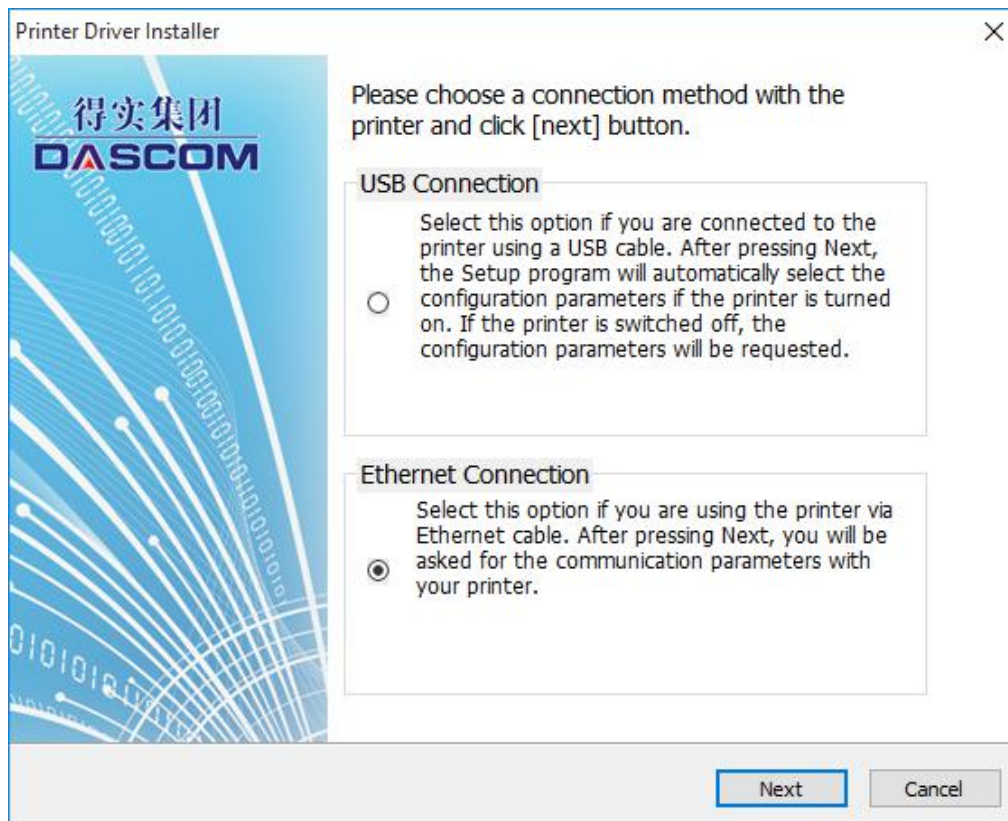 Printer Driver Installer
得实集团
DASCOM
Please choose a connection method with the
printer and click [next] button.
USB Connection
Select this option if you are connected to the
printer using a USB cable. After pressing Next,
the Setup program will automatically select the
configuration parameters if the printer is turned
on. If the printer is switched off, the
configuration parameters will be requested.
Ethernet Connection
Select this option if you are using the printer via
Ethernet cable. After pressing Next, you will be
asked for the communication parameters with
your printer.
Next
Cancel